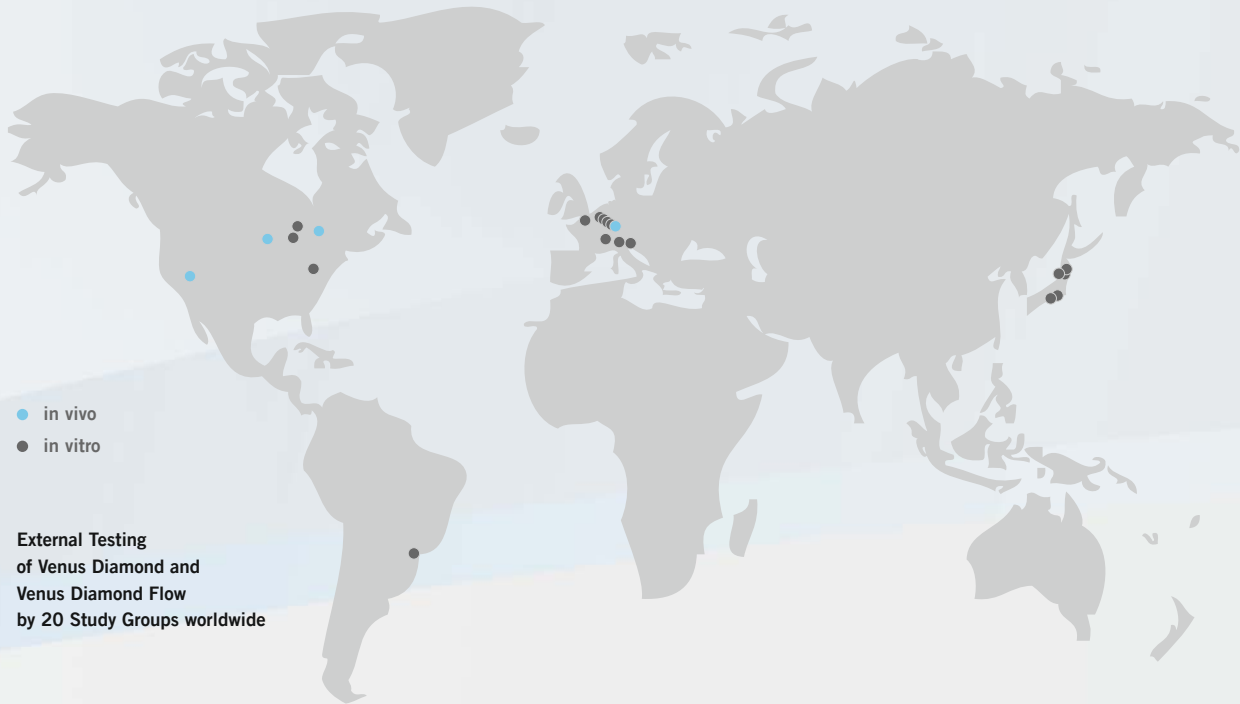 in vivo
in vitro
External Testing
of Venus Diamond and
Venus Diamond Flow
by 20 Study Groups worldwide